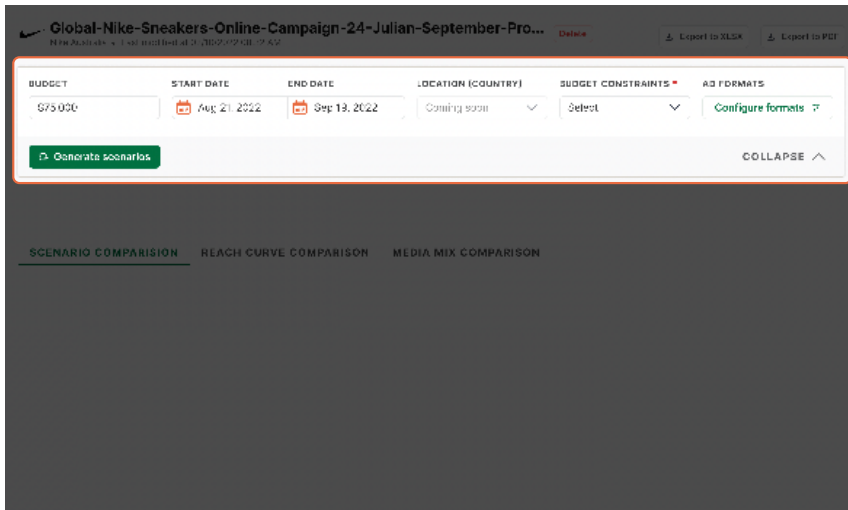 Global-Nike-Sneakers-Online-Campaign-24-Julian-September-Pro...
Delete
Export to XLSX
Export to PDF
Nike Australia
BUDGET START DATE END DATE LOCATION (COUNTRY) BUDGET CONSTRAINTS * AD FORMATS
$75,000 Aug 21, 2022 Sep 19, 2022 Coming soon Select Configure formats
Generate scenarios COLLAPSE
SCENARIO COMPARISION REACH CURVE COMPARISON MEDIA MIX COMPARISON